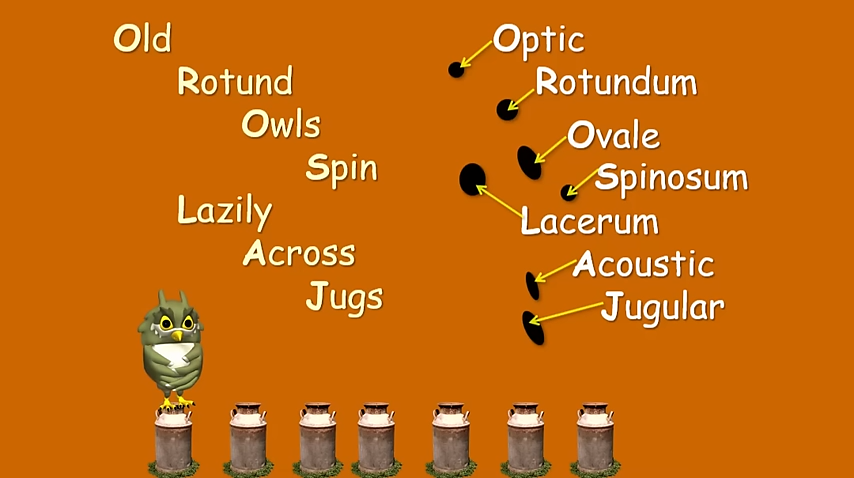 Old
Rotund
Owls
Spin
Lazily
Across
Jugs
Optic
Rotundum
Ovale
Spinosum
Lacerum
Acoustic
Jugular